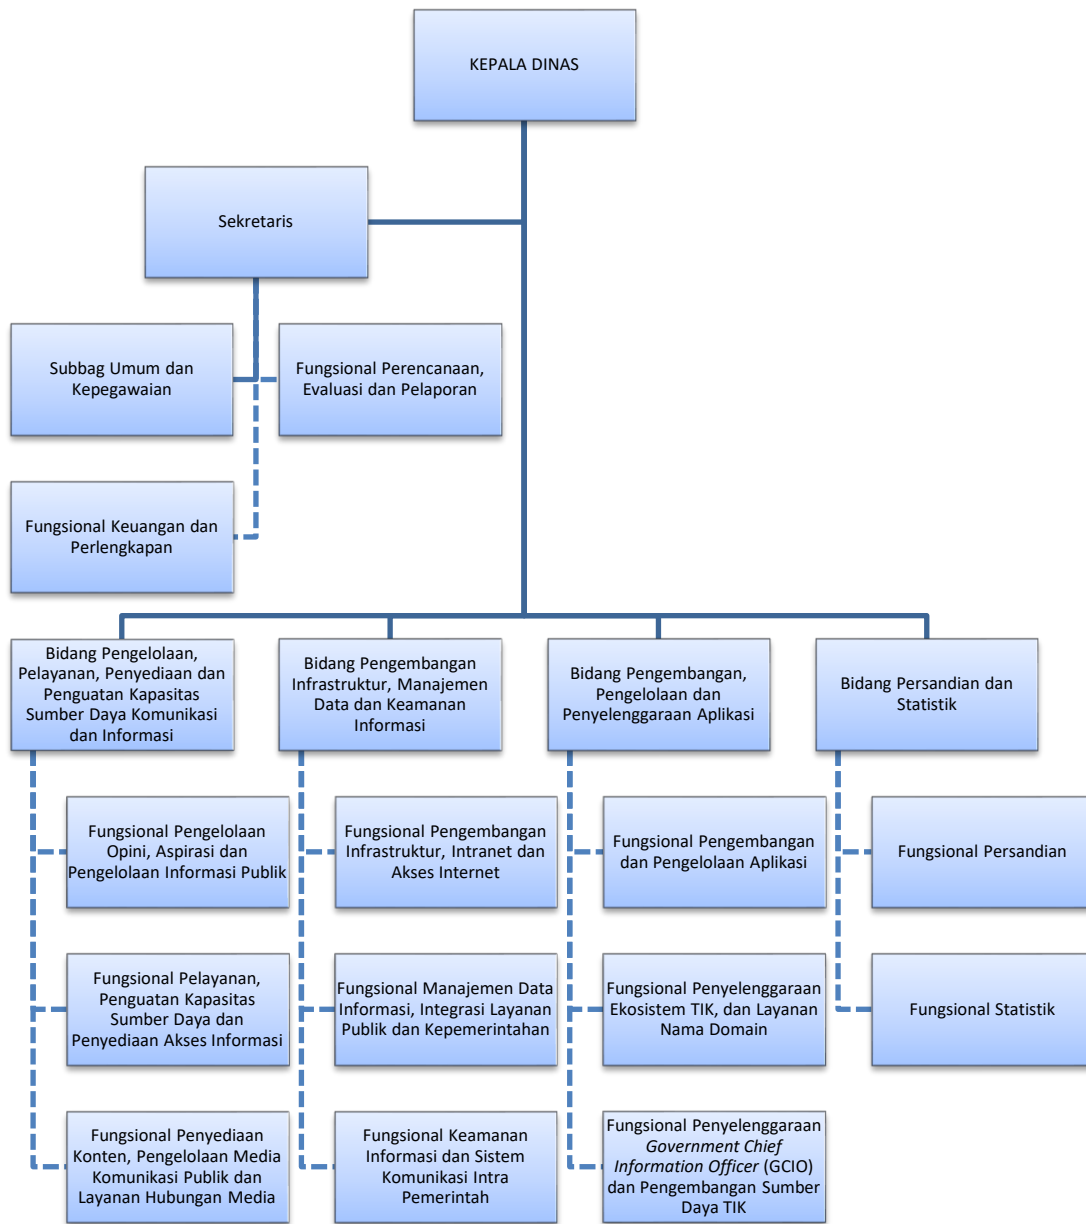 KEPALA DINAS
Sekretaris
Subbag Umum dan
Kepegawaian
Fungsional Perencanaan,
Evaluasi dan Pelaporan
Fungsional Keuangan dan
Perlengkapan
Bidang Pengelolaan,
Pelayanan, Penyediaan dan
Penguatan Kapasitas
Sumber Daya Komunikasi
dan Informasi
Bidang Pengembangan
Infrastruktur, Manajemen
Data dan Keamanan
Informasi
Bidang Pengembangan,
Pengelolaan dan
Penyelenggaraan Aplikasi
Bidang Persandian dan
Statistik
Fungsional Pengelolaan
Opini, Aspirasi dan
Pengelolaan Informasi Publik
Fungsional Pengembangan
Infrastruktur, Intranet dan
Akses Internet
Fungsional Pengembangan
dan Pengelolaan Aplikasi
Fungsional Persandian
Fungsional Pelayanan,
Penguatan Kapasitas
Sumber Daya dan
Penyediaan Akses Informasi
Fungsional Manajemen Data
Informasi, Integrasi Layanan
Publik dan Kepemerintahan
Fungsional Penyelenggaraan
Ekosistem TIK, dan Layanan
Nama Domain
Fungsional Statistik
Fungsional Penyediaan
Konten, Pengelolaan Media
Komunikasi Publik dan
Layanan Hubungan Media
Fungsional Keamanan
Informasi dan Sistem
Komunikasi Intra
Pemerintah
Fungsional Penyelenggaraan
Government Chief
Information Officer (GCIO)
dan Pengembangan Sumber
Daya TIK